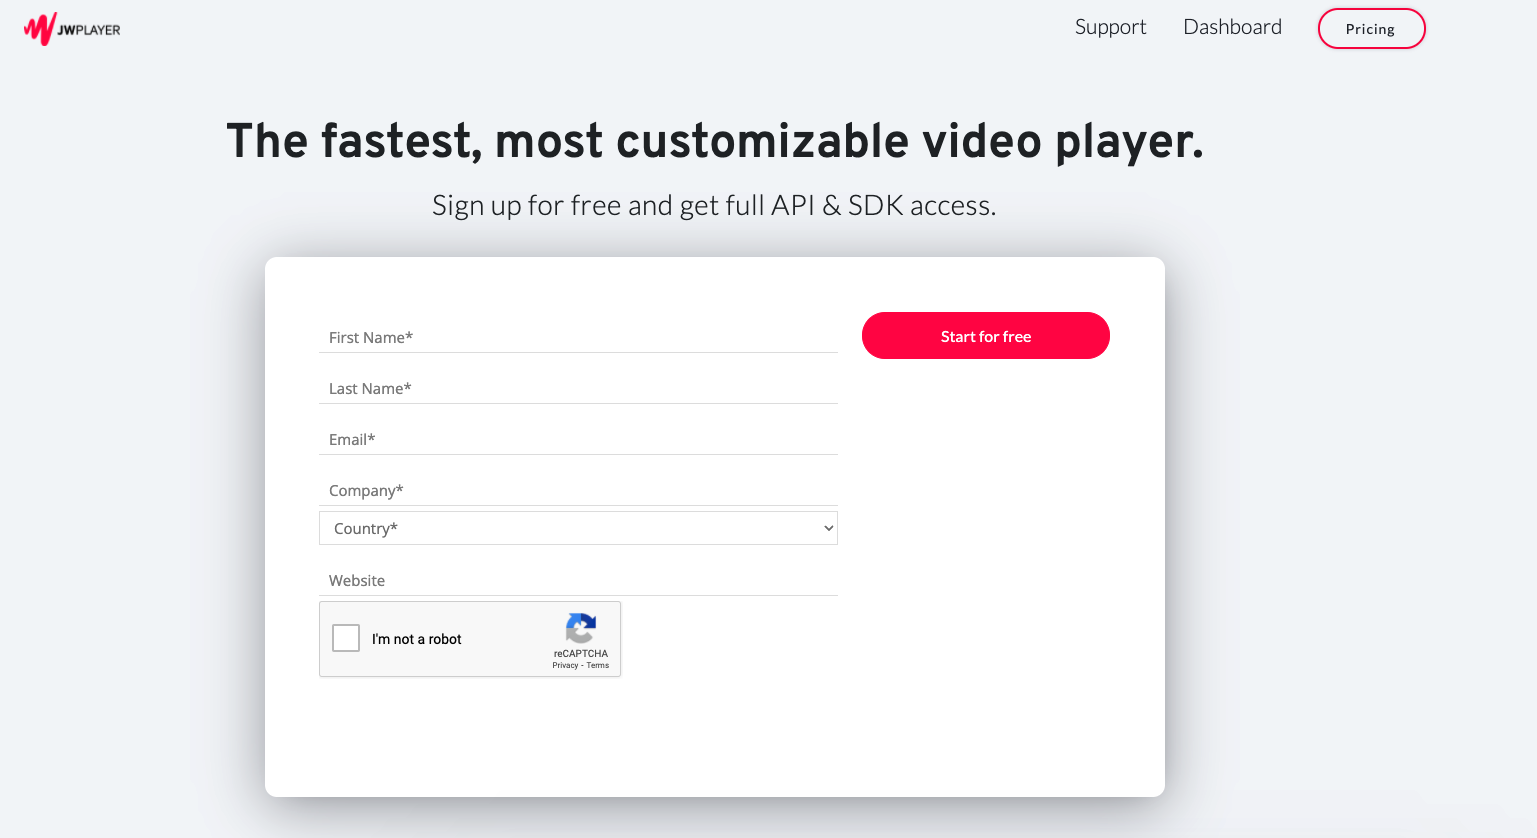 JWPLAYER
Support
Dashboard
Pricing
The fastest, most customizable video player.
Sign up for free and get full API & SDK access.
First Name*
Start for free
Last Name*
Email*
Company*
Country*
Website
I'm not a robot
reCAPTCHA
Privacy - Terms